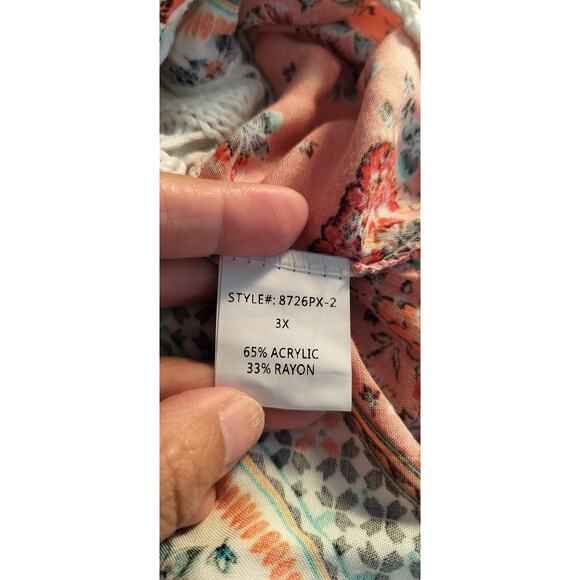 STYLE#: 8726PX-2
3X
65% ACRYLIC
33% RAYON